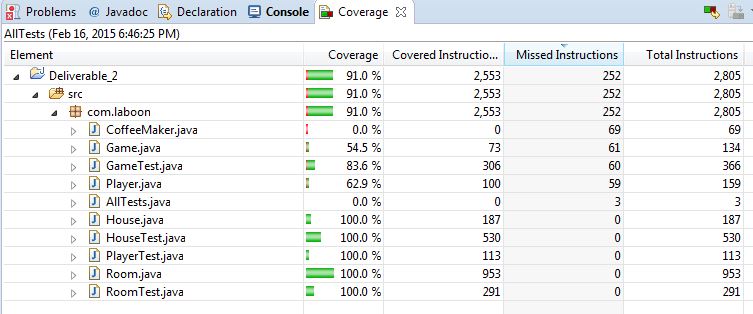 Problems @ Javadoc Declaration Console Coverage
AllTests (Feb 16, 2015 6:46:25 PM)
Element Coverage Covered Instructio... Missed Instructions Total Instructions
Deliverable_2 91.0 % 2,553 252 2,805
src 91.0 % 2,553 252 2,805
com.laboon 91.0 % 2,553 252 2,805
CoffeeMaker.java 0.0 % 0 69 69
Game.java 54.5 % 73 61 134
GameTest.java 83.6 % 306 60 366
Player.java 62.9 % 100 59 159
AllTests.java 0.0 % 0 3 3
House.java 100.0 % 187 0 187
HouseTest.java 100.0 % 530 0 530
PlayerTest.java 100.0 % 113 0 113
Room.java 100.0 % 953 0 953
RoomTest.java 100.0 % 291 0 291